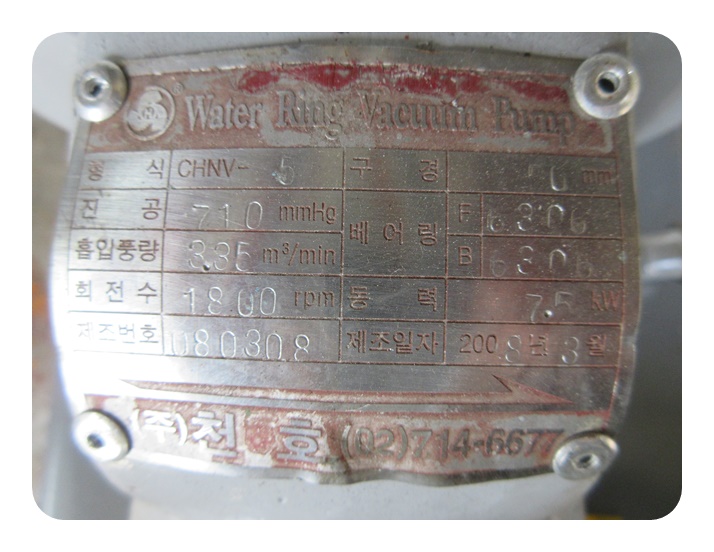 Water Ring Vacuum Pump
형 식 CHNV- 5 구 경 50 mm
진 공 710 mmHg 베 어 링 F 6306
흡입풍량 3.35 m³/min B 6306
회 전 수 1800 rpm 동 력 7.5 kW
제조번호 080308 제조일자 2008년 3월
(주)천 호 (02)714-6677